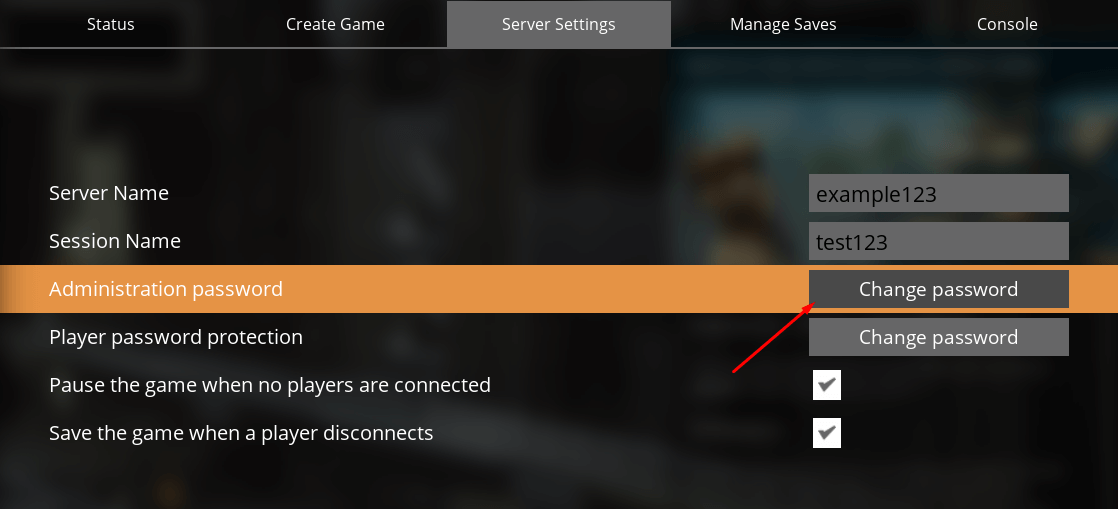 Status
Create Game
Server Settings
Manage Saves
Console
Server Name
example123
Session Name
test123
Administration password
Change password
Player password protection
Change password
Pause the game when no players are connected
Save the game when a player disconnects